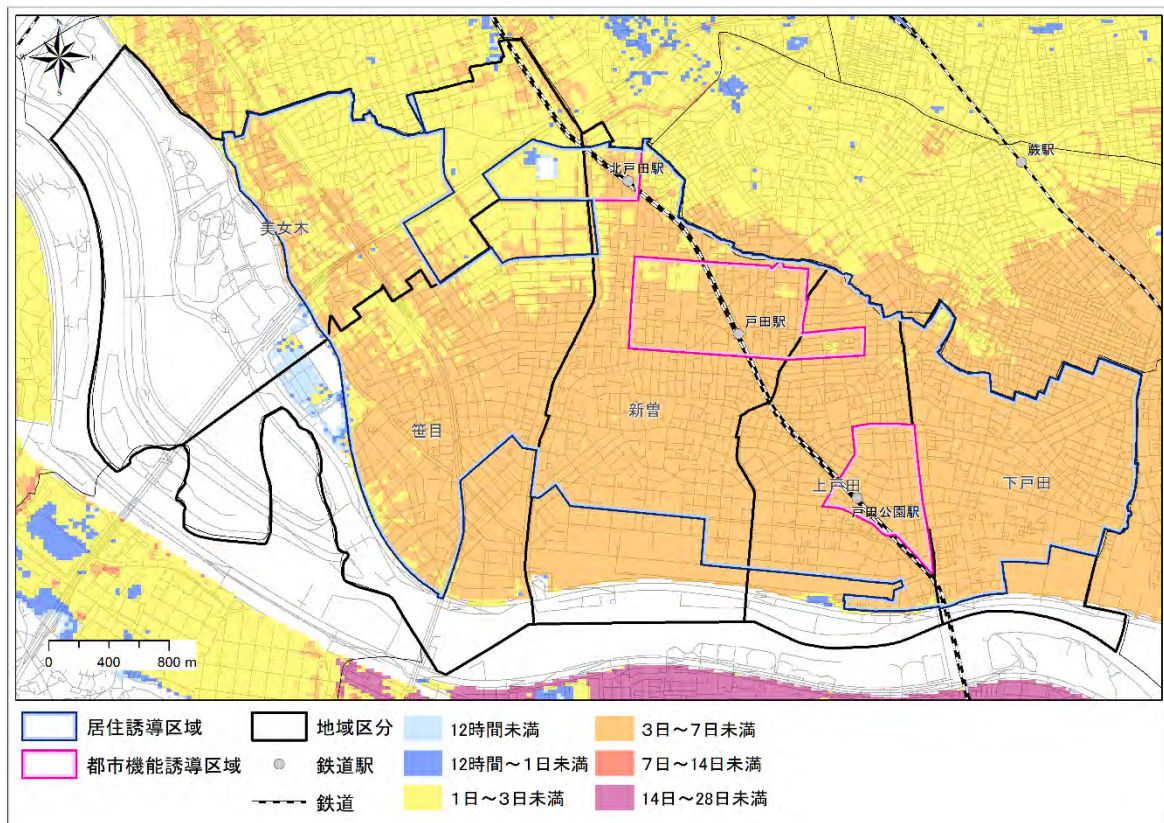 N
E
S
蕨駅
北戸田駅
美女木
戸田駅
新曽
笹目
上戸田
下戸田
戸田公園駅
0 400 800 m
居住誘導区域
都市機能誘導区域
地域区分
鉄道駅
鉄道
12時間未満
12時間~1日未満
1日~3日未満
3日~7日未満
7日~14日未満
14日~28日未満